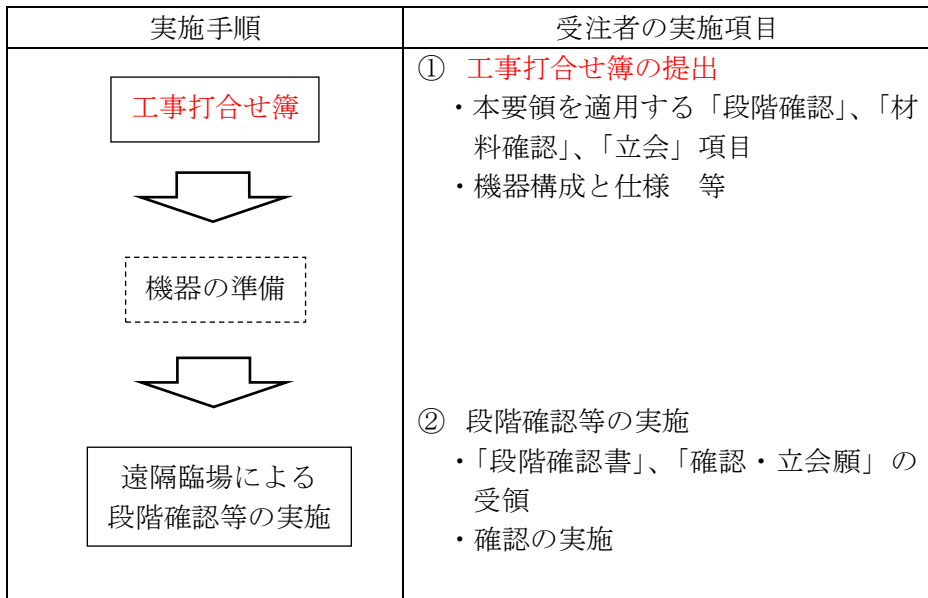 実施手順
受注者の実施項目
工事打合せ簿
機器の準備
遠隔臨場による
段階確認等の実施
① 工事打合せ簿の提出
・本要領を適用する「段階確認」、「材
料確認」、「立会」項目
・機器構成と仕様　等
② 段階確認等の実施
・「段階確認書」、「確認・立会願」の
受領
・確認の実施